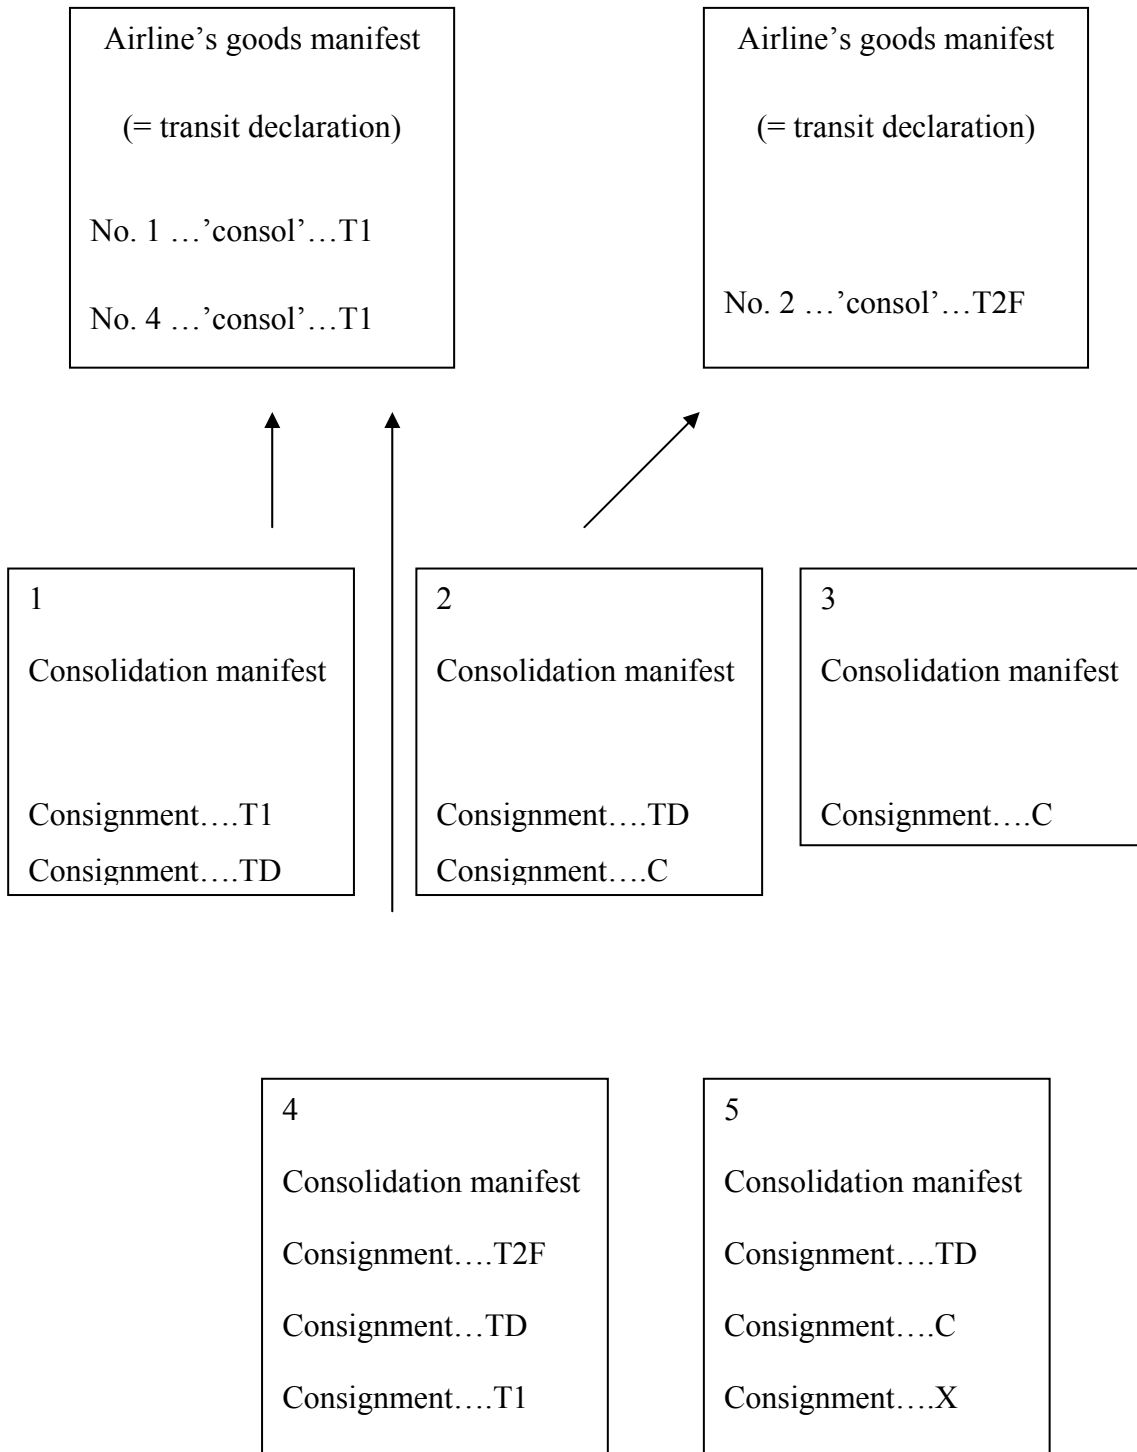 Airline’s goods manifest
(= transit declaration)
No. 1 …’consol’…T1
No. 4 …’consol’…T1
Airline’s goods manifest
(= transit declaration)
No. 2 …’consol’…T2F
1
Consolidation manifest
Consignment….T1
Consignment….TD
2
Consolidation manifest
Consignment….TD
Consignment….C
3
Consolidation manifest
Consignment….C
4
Consolidation manifest
Consignment….T2F
Consignment…TD
Consignment….T1
5
Consolidation manifest
Consignment….TD
Consignment….C
Consignment….X